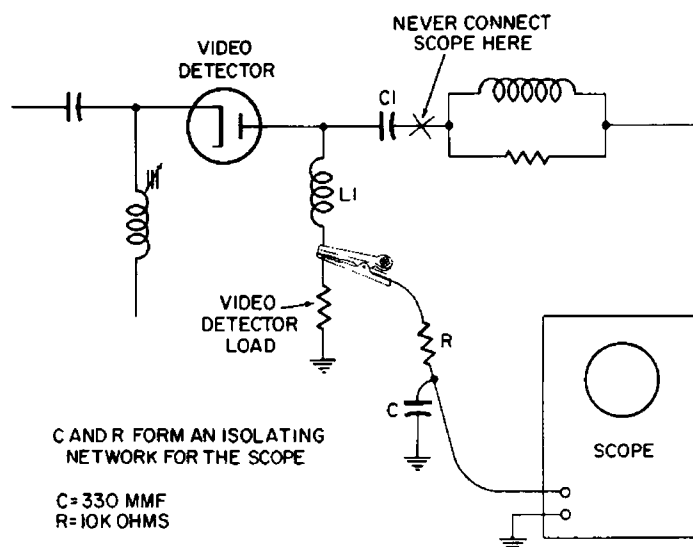 VIDEO
DETECTOR
NEVER CONNECT
SCOPE HERE
C1
L1
VIDEO
DETECTOR
LOAD
R
C
SCOPE
C AND R FORM AN ISOLATING
NETWORK FOR THE SCOPE
C=330 MMF
R=10K OHMS